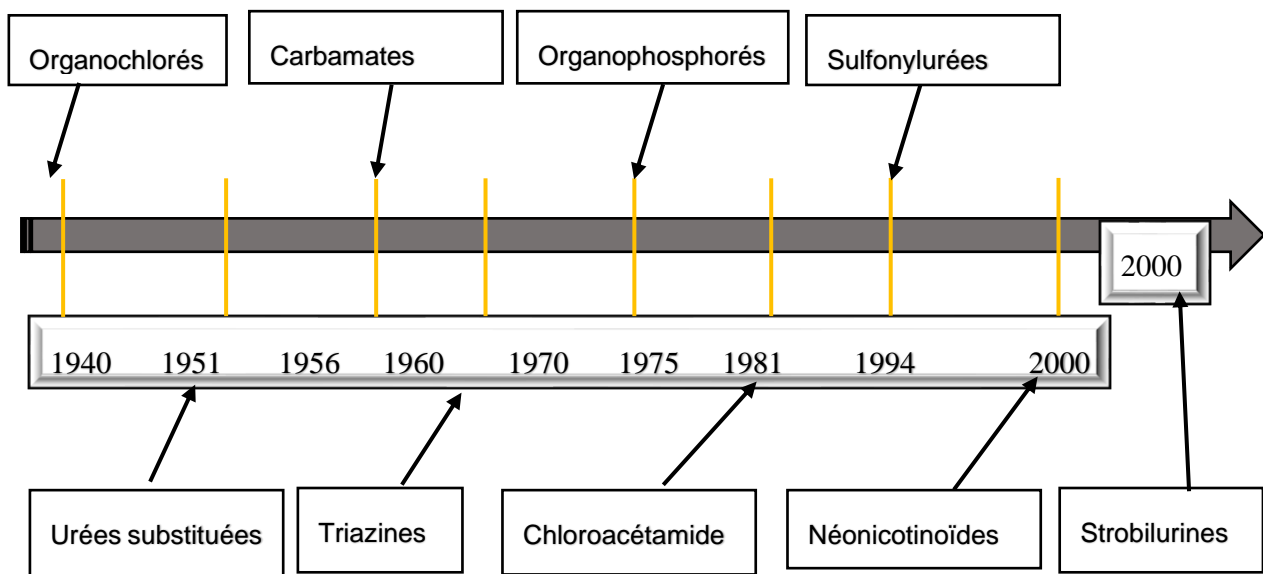 Organochlorés
Carbamates
Organophosphorés
Sulfonylurées
2000
1940 1951 1956 1960 1970 1975 1981 1994 2000
Urées substituées
Triazines
Chloroacétamide
Néonicotinoïdes
Strobilurines